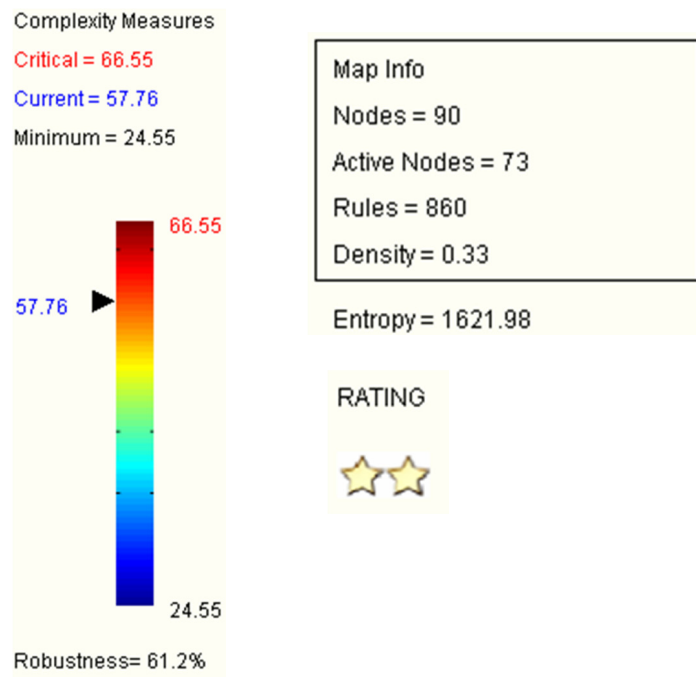 Complexity Measures
Critical = 66.55
Current = 57.76
Minimum = 24.55
66.55
57.76
24.55
Robustness= 61.2%
Map Info
Nodes = 90
Active Nodes = 73
Rules = 860
Density = 0.33
Entropy = 1621.98
RATING